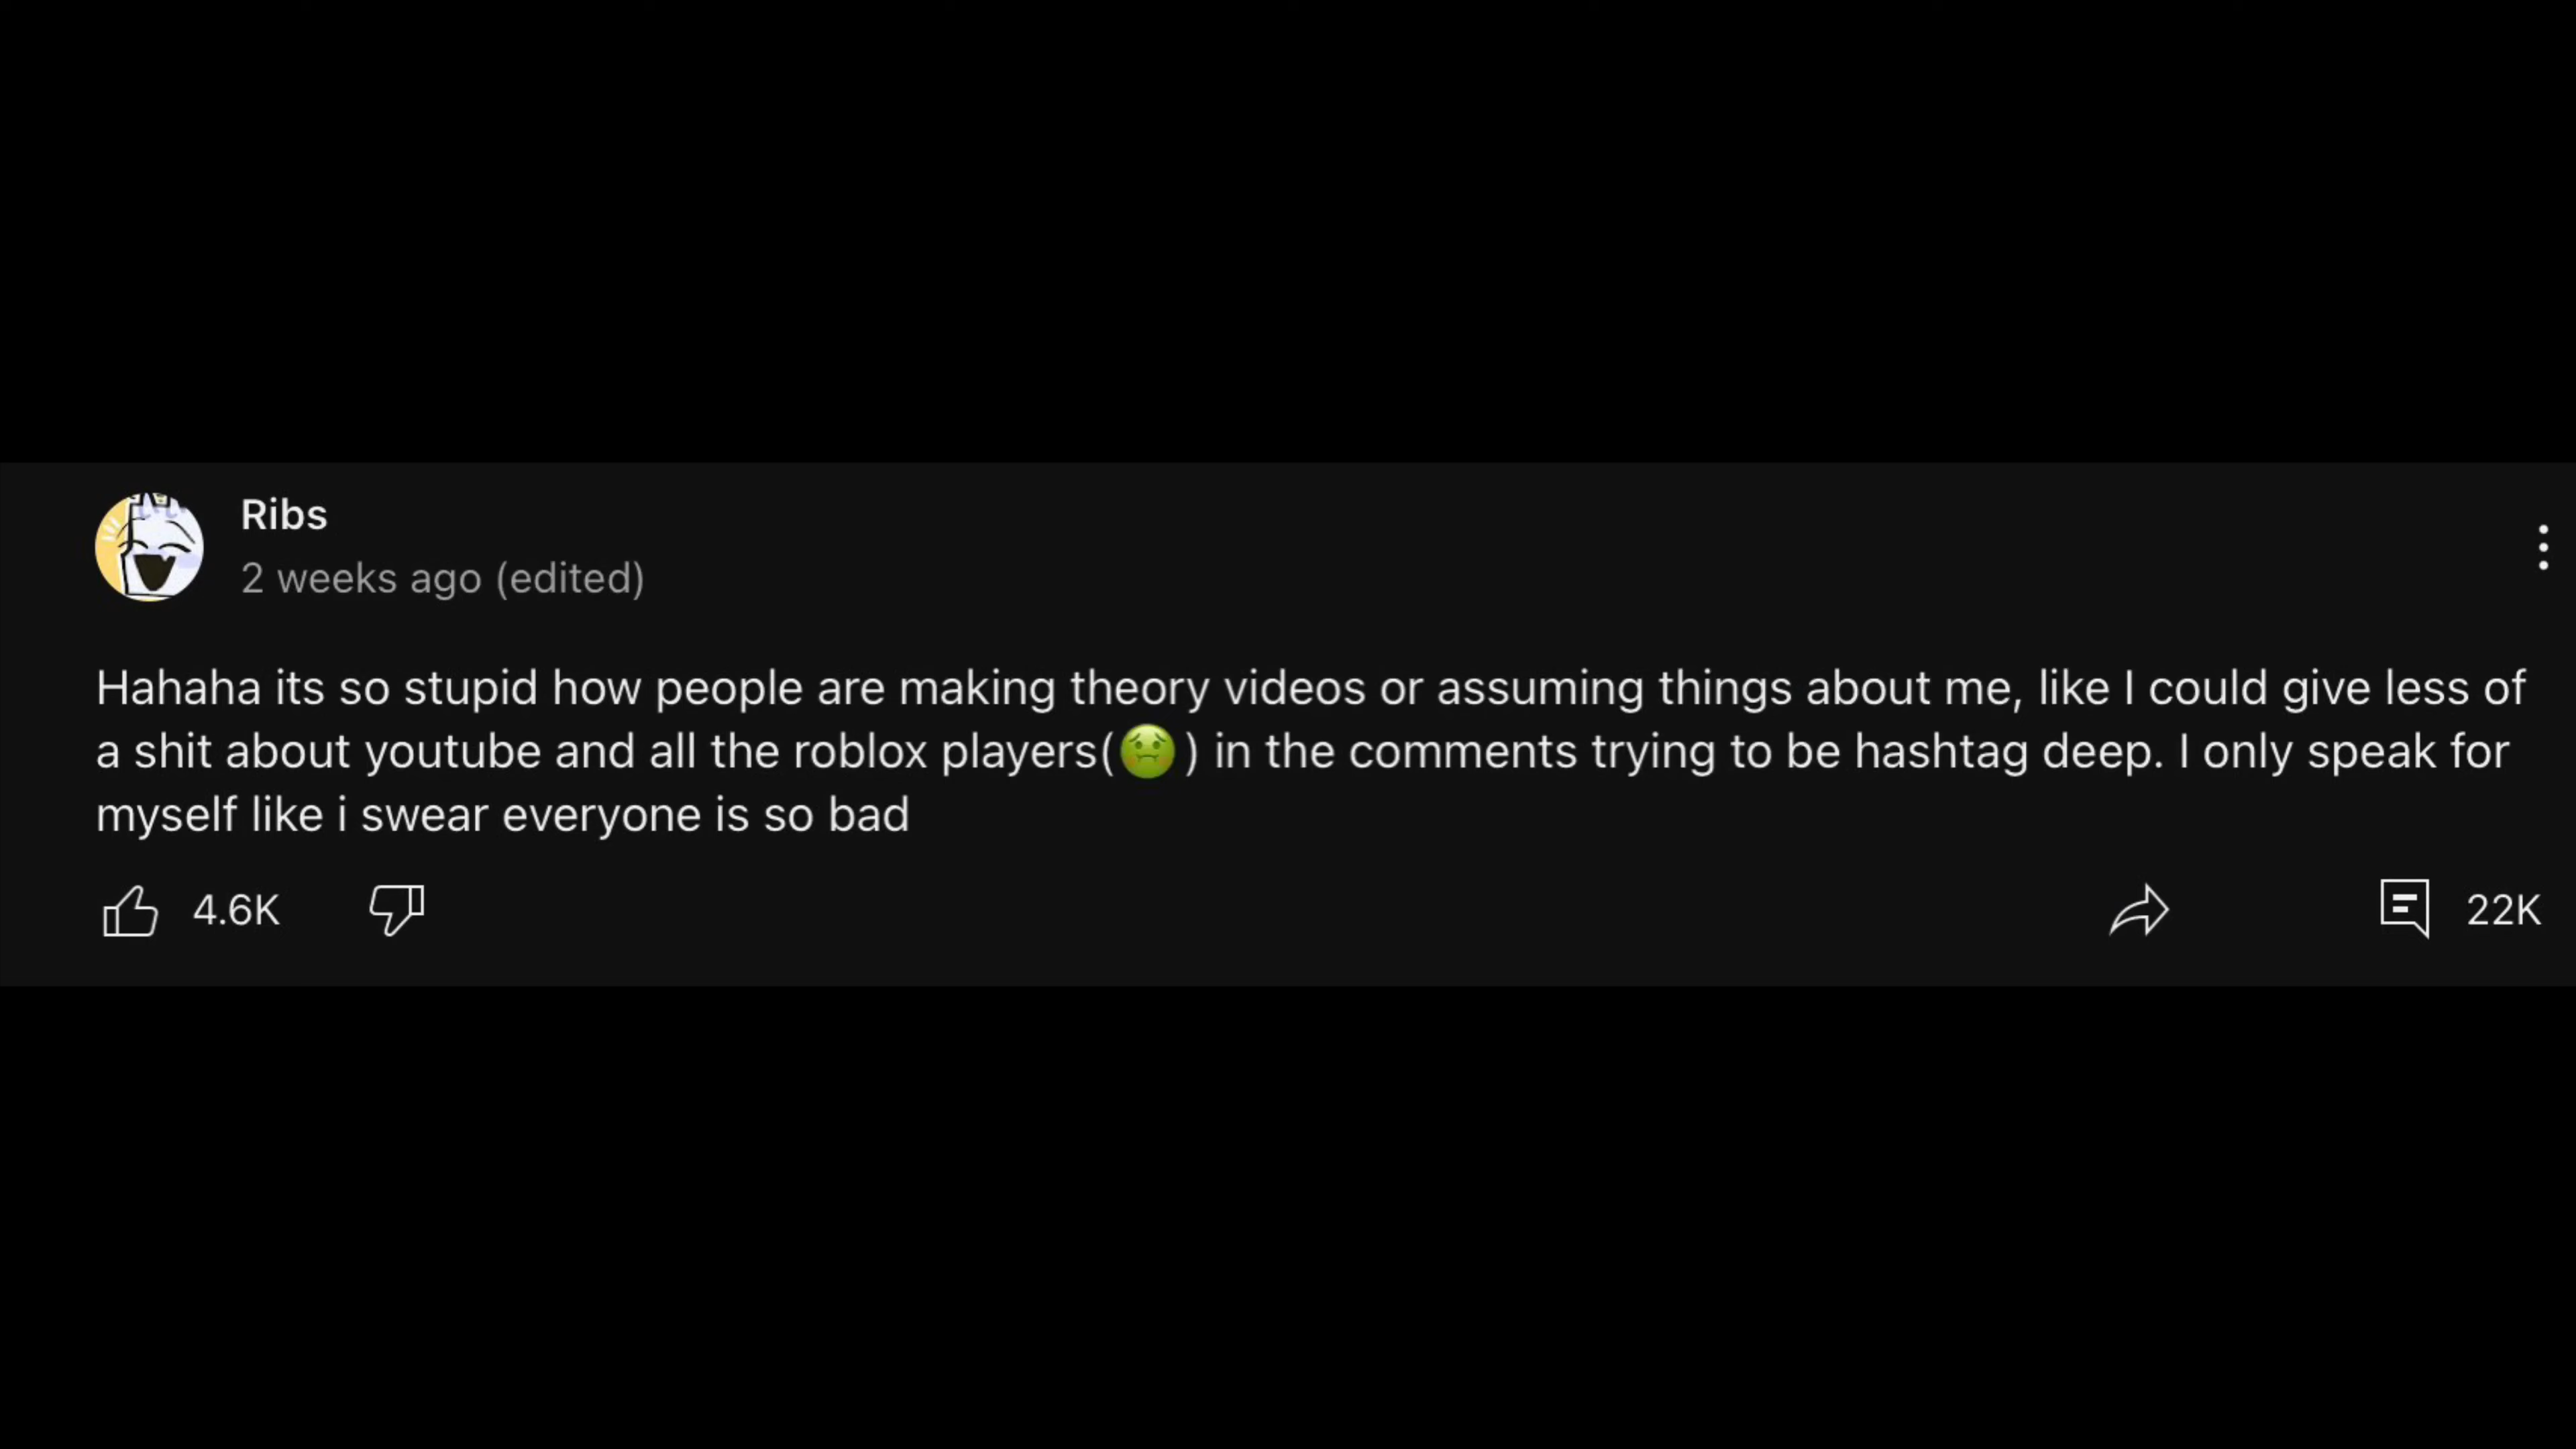 Ribs
2 weeks ago (edited)
Hahaha its so stupid how people are making theory videos or assuming things about me, like I could give less of
a shit about youtube and all the roblox players(🤢) in the comments trying to be hashtag deep. I only speak for
myself like i swear everyone is so bad
4.6K
22K